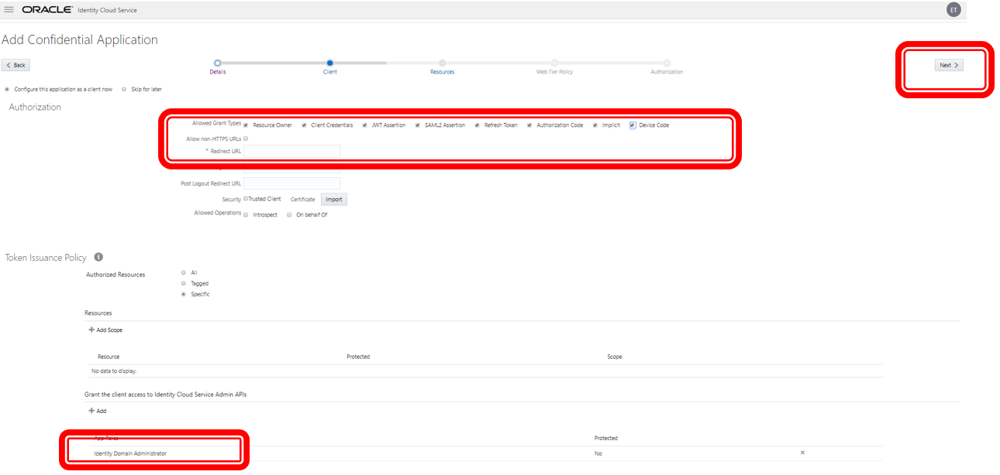 ORACLE® Identity Cloud Service ET
Add Confidential Application
Back Next
Details Client Resources Web Tier Policy Authorization
Configure this application as a client now Skip for later
Authorization
Allowed Grant Types Resource Owner Client Credentials JWT Assertion SAML2 Assertion Refresh Token Authorization Code Implicit Device Code
Allow non-HTTPS URLs
* Redirect URL
Post Logout Redirect URL
Security Trusted Client Certificate Import
Allowed Operations Introspect On behalf Of
Token Issuance Policy
Authorized Resources All
Tagged
Specific
Resources
Add Scope
Resource Protected Scope
No data to display.
Grant the client access to Identity Cloud Service Admin APIs
Add
App Roles Protected
Identity Domain Administrator No